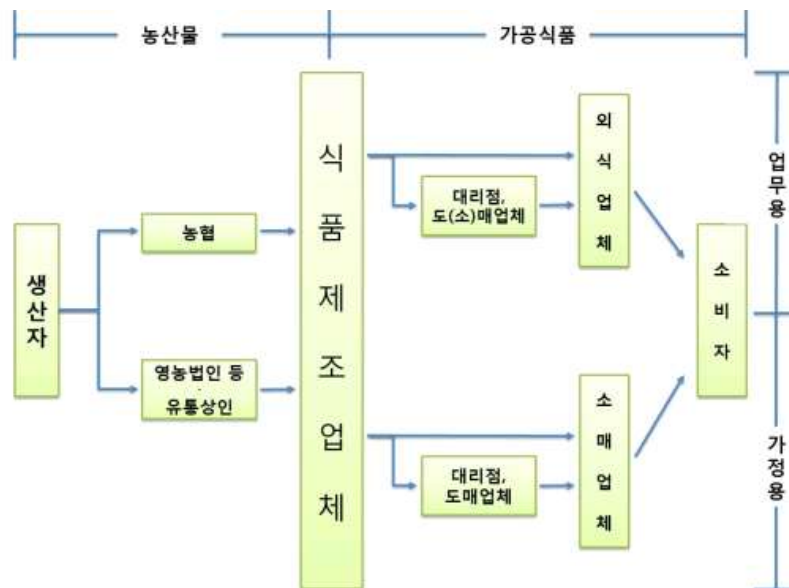 농산물
가공식품
생산자
농협
영농법인 등
·
유통상인
식품제조업체
대리점,
도(소)매업체
외식업체
대리점,
도매업체
소매업체
소비자
업무용
가정용